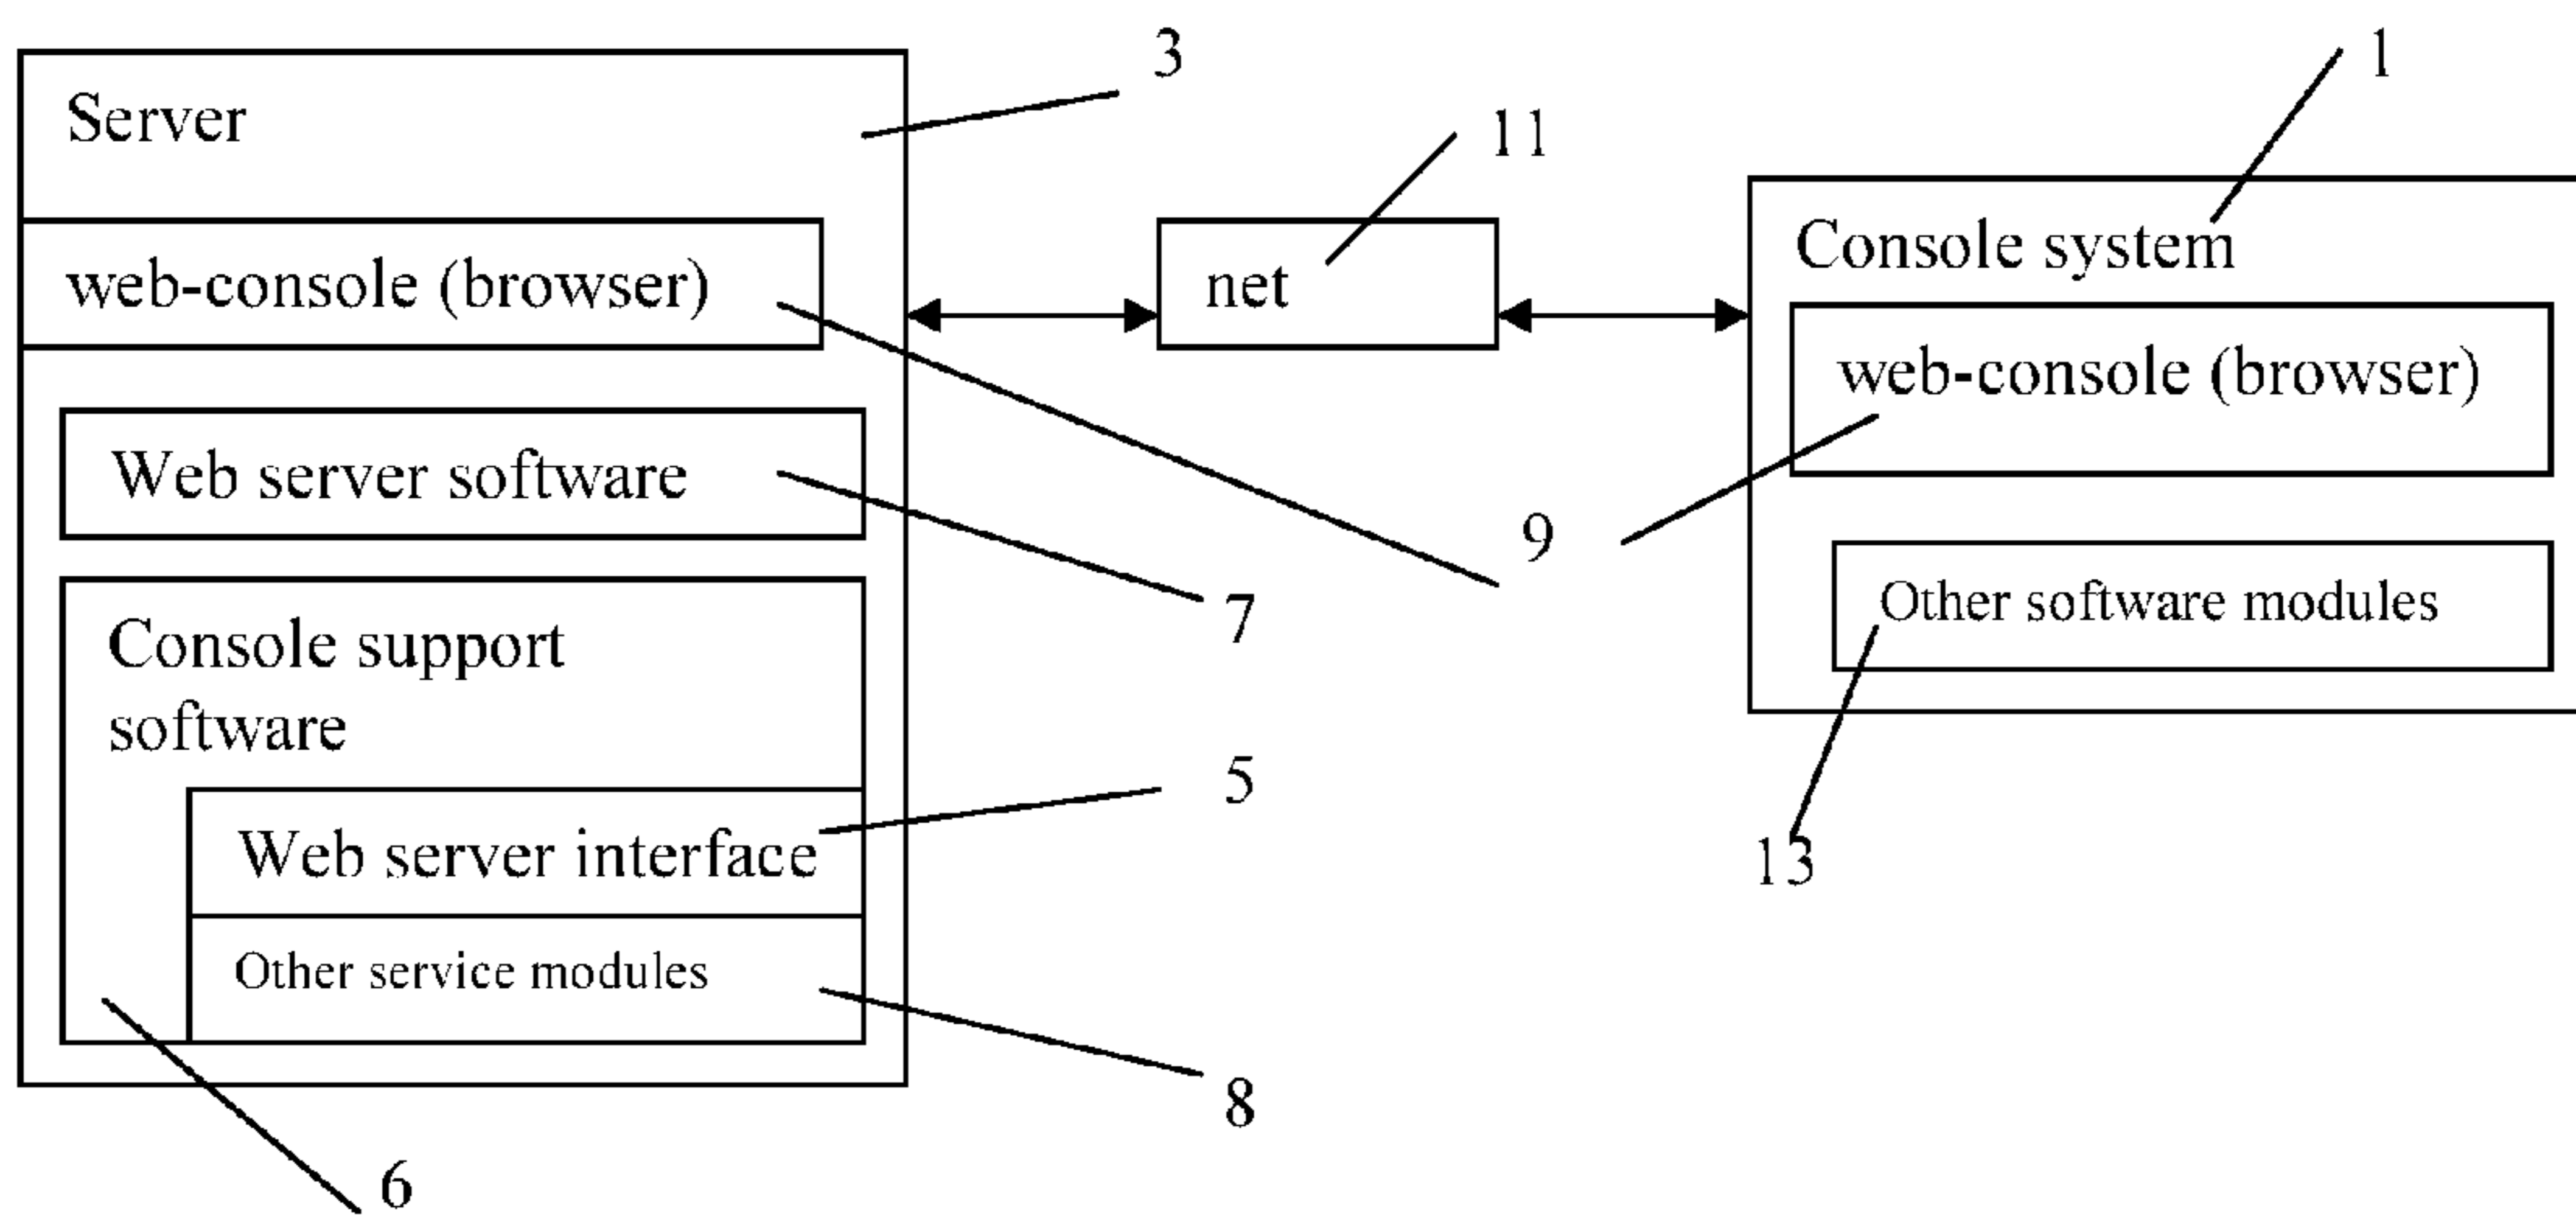 Server
3
web-console (browser)
Web server software
7
Console support
software
Web server interface
5
Other service modules
8
6
net
11
9
Console system
1
web-console (browser)
Other software modules
13